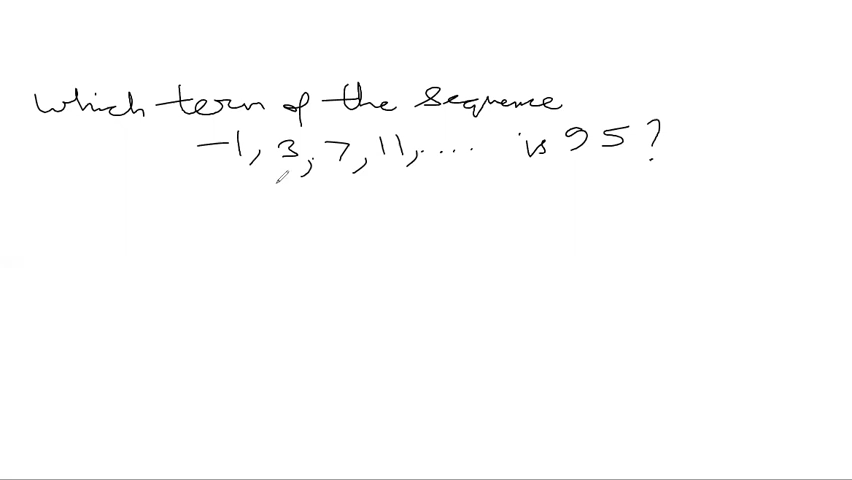 which term of the sequence
-1, 3, 7, 11, .... is 95?